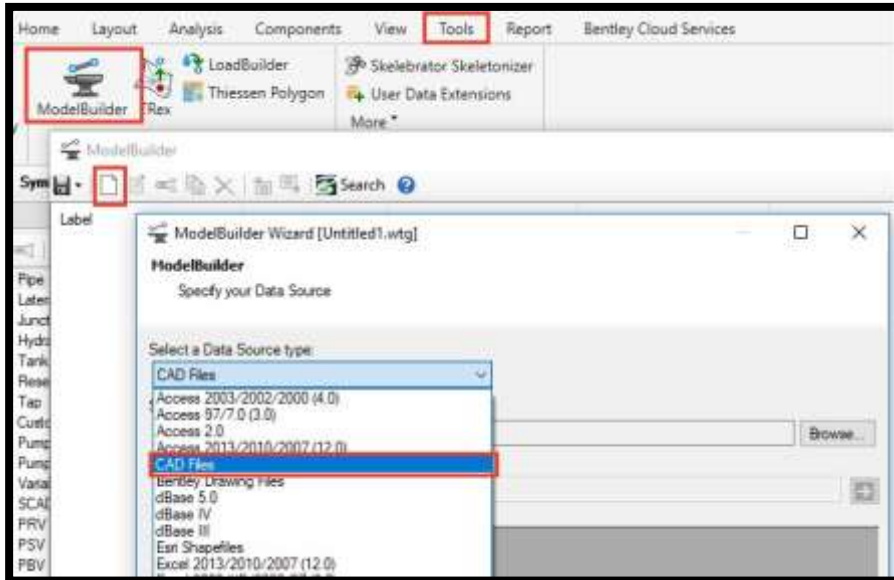 Home Layout Analysis Components View Tools Report Bentley Cloud Services
LoadBuilder Skelebrator Skeletonizer
Thiessen Polygon User Data Extensions
ModelBuilder TRex More
ModelBuilder
Sym Search
Label
ModelBuilder Wizard [Untitled1.wtg]
ModelBuilder
Specify your Data Source
Select a Data Source type:
CAD Files
Access 2003/2002/2000 (4.0)
Access 97/7.0 (3.0)
Access 2.0
Access 2013/2010/2007 (12.0)
CAD Files
Bentley Drawing Files
dBase 5.0
dBase IV
dBase III
Esri Shapefiles
Excel 2013/2010/2007 (12.0)
Browse...
Pipe
Later
Junct
Hydra
Tank
Rese
Tap
Custo
Pump
Pump
Varia
SCAD
PRV
PSV
PBV